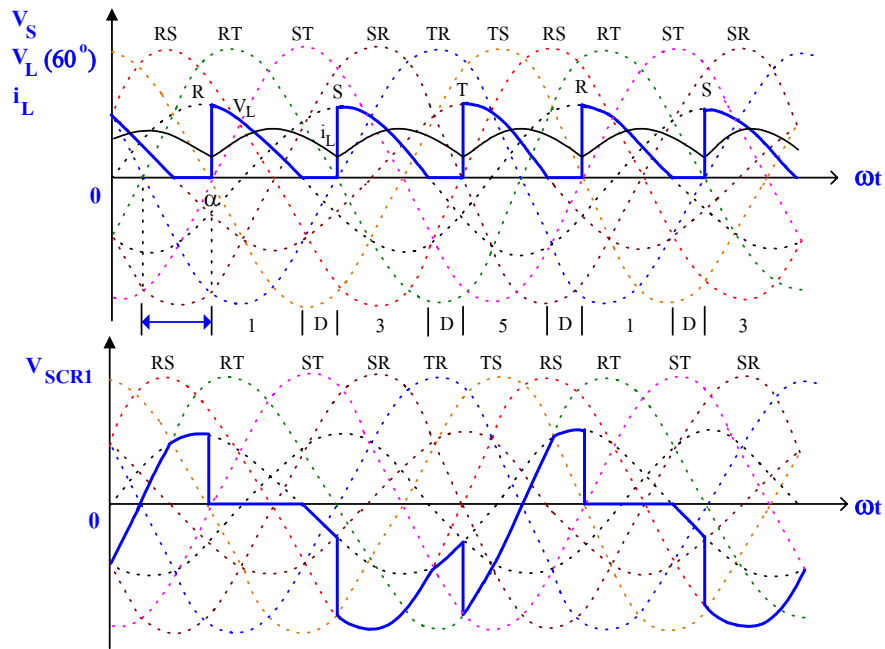 V_S
V_L (60°)
i_L
RS RT ST SR TR TS RS RT ST SR
R S T R S
V_L
i_L
0
ωt
α
1 D 3 D 5 D 1 D 3
V_SCR1
RS RT ST SR TR TS RS RT ST SR
0
ωt